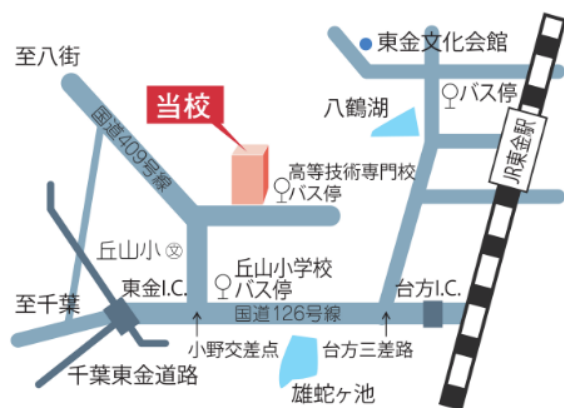 至八街
東金文化会館
国道409号線
当校
八鶴湖
バス停
JR東金駅
高等技術専門校
バス停
丘山小
文
丘山小学校
バス停
東金I.C.
台方I.C.
至千葉
国道126号線
小野交差点
台方三差路
千葉東金道路
雄蛇ヶ池